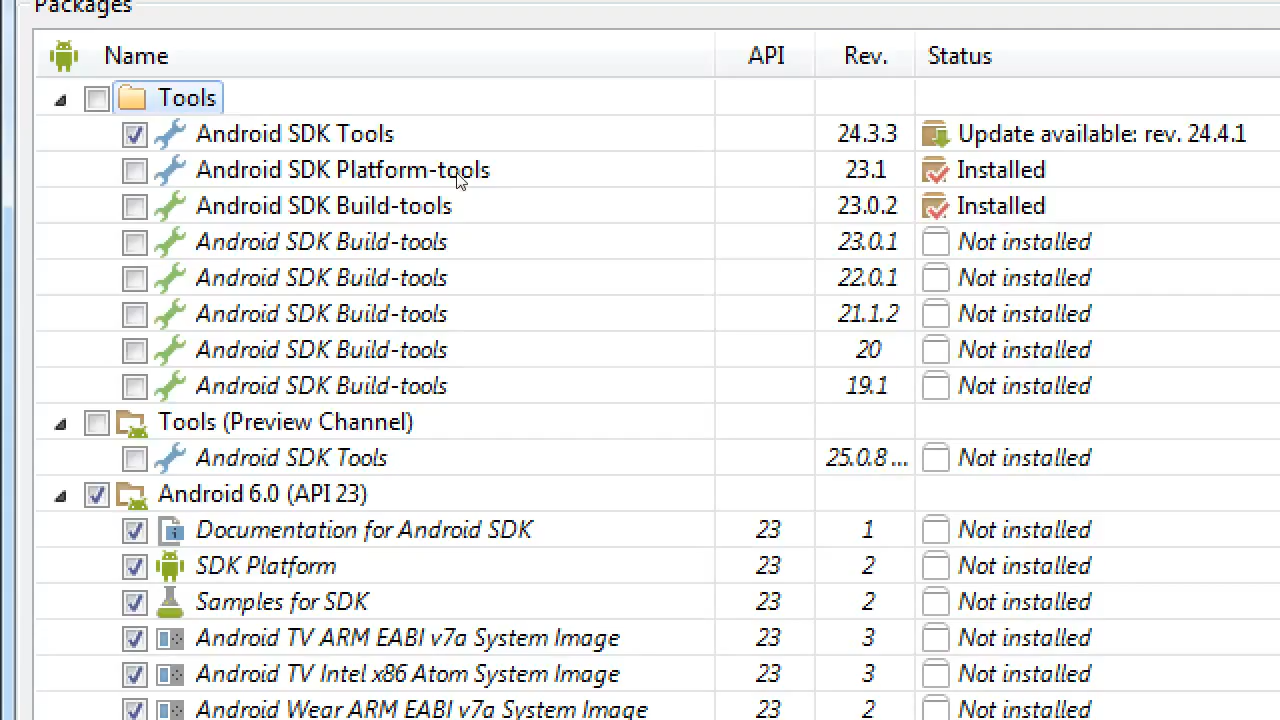 Packages
Name API Rev. Status
Tools
Android SDK Tools 24.3.3 Update available: rev. 24.4.1
Android SDK Platform-tools 23.1 Installed
Android SDK Build-tools 23.0.2 Installed
Android SDK Build-tools 23.0.1 Not installed
Android SDK Build-tools 22.0.1 Not installed
Android SDK Build-tools 21.1.2 Not installed
Android SDK Build-tools 20 Not installed
Android SDK Build-tools 19.1 Not installed
Tools (Preview Channel)
Android SDK Tools 25.0.8 ... Not installed
Android 6.0 (API 23)
Documentation for Android SDK 23 1 Not installed
SDK Platform 23 2 Not installed
Samples for SDK 23 2 Not installed
Android TV ARM EABI v7a System Image 23 3 Not installed
Android TV Intel x86 Atom System Image 23 3 Not installed
Android Wear ARM EABI v7a System Image 23 2 Not installed